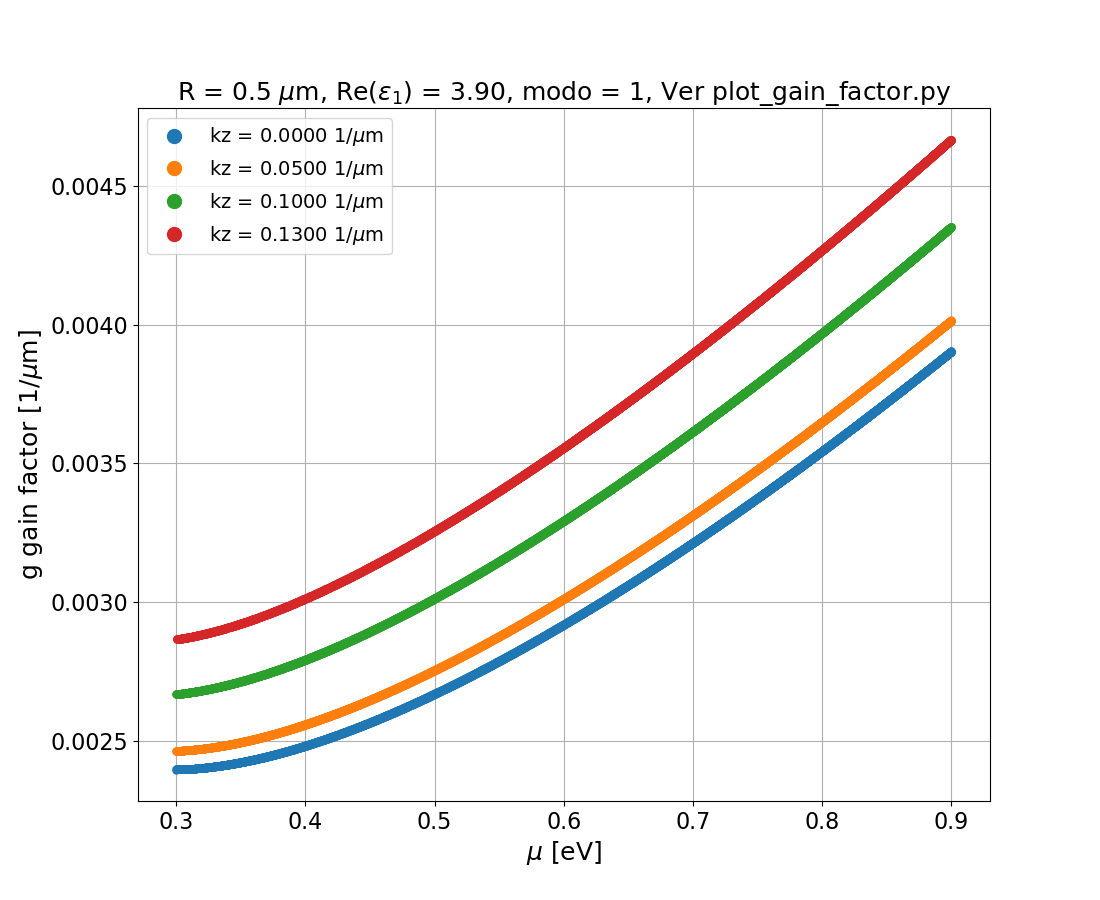 R = 0.5 μm, Re(ε₁) = 3.90, modo = 1, Ver plot_gain_factor.py
kz = 0.0000 1/μm
kz = 0.0500 1/μm
kz = 0.1000 1/μm
kz = 0.1300 1/μm
g gain factor [1/μm]
0.0045
0.0040
0.0035
0.0030
0.0025
0.3 0.4 0.5 0.6 0.7 0.8 0.9
μ [eV]